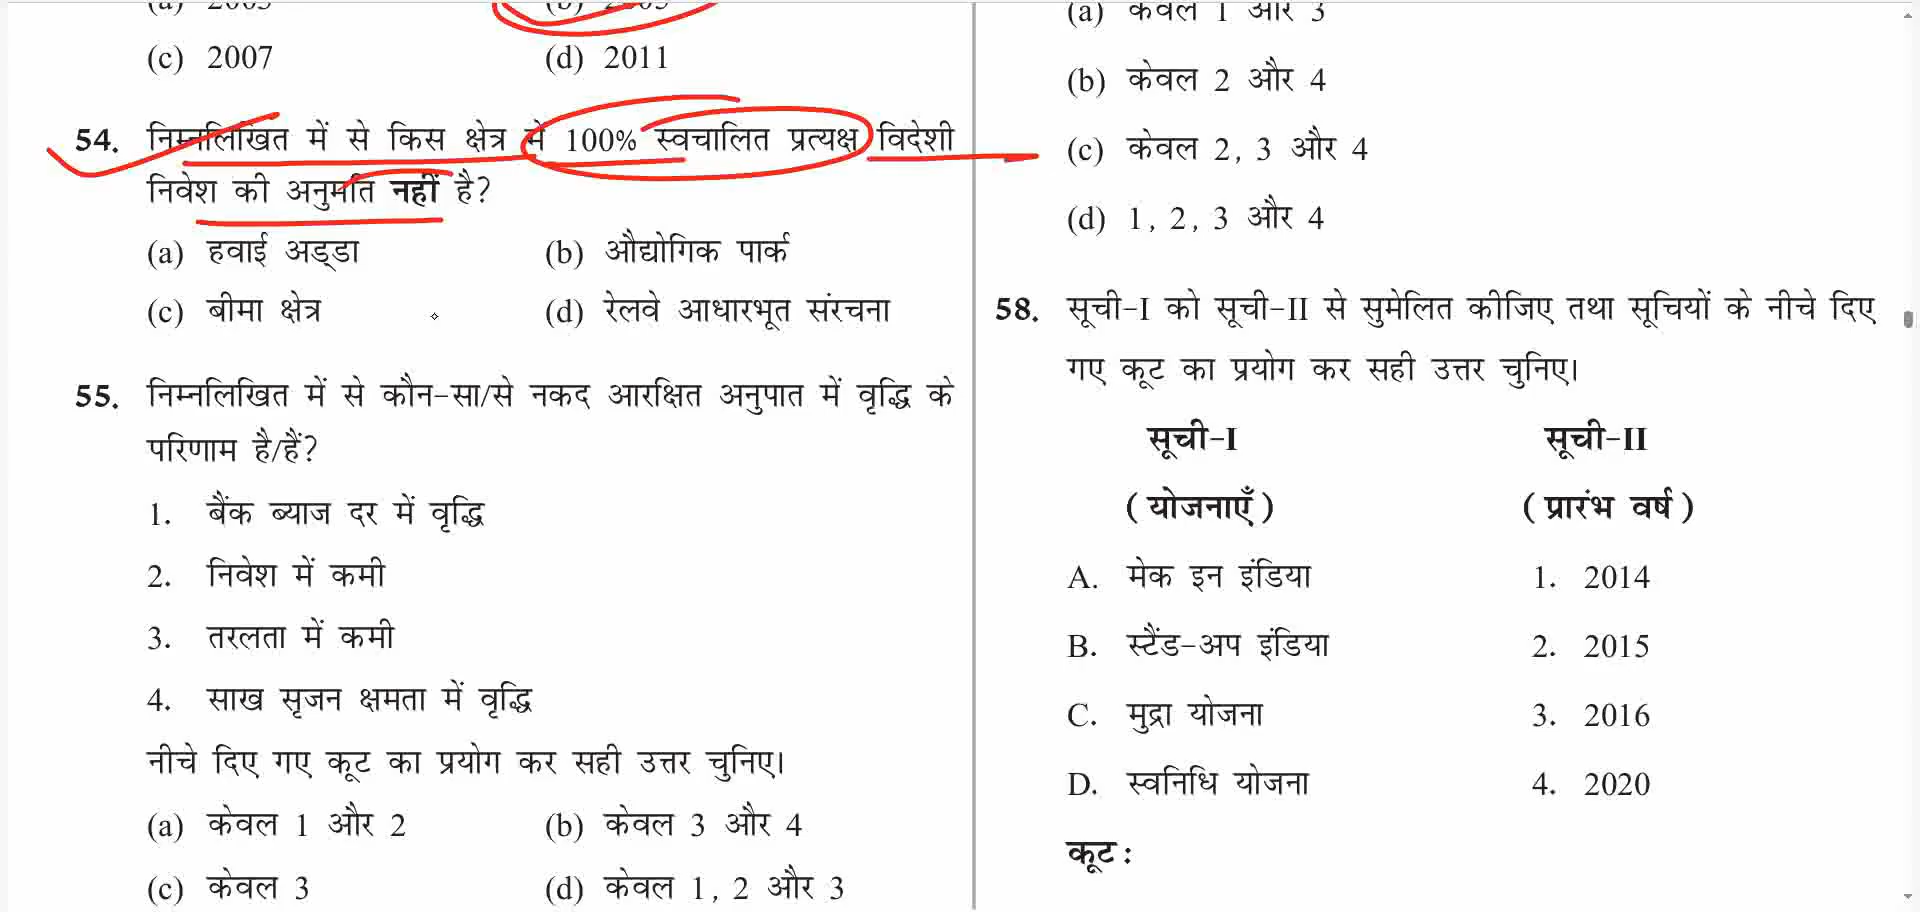 (c) 2007 (d) 2011
54. निम्नलिखित में से किस क्षेत्र में 100% स्वचालित प्रत्यक्ष विदेशी
निवेश की अनुमति नहीं है?
(a) हवाई अड्डा (b) औद्योगिक पार्क
(c) बीमा क्षेत्र (d) रेलवे आधारभूत संरचना
55. निम्नलिखित में से कौन-सा/से नकद आरक्षित अनुपात में वृद्धि के
परिणाम है/हैं?
1. बैंक ब्याज दर में वृद्धि
2. निवेश में कमी
3. तरलता में कमी
4. साख सृजन क्षमता में वृद्धि
नीचे दिए गए कूट का प्रयोग कर सही उत्तर चुनिए।
(a) केवल 1 और 2 (b) केवल 3 और 4
(c) केवल 3 (d) केवल 1, 2 और 3
(a) केवल 1 और 3
(b) केवल 2 और 4
(c) केवल 2, 3 और 4
(d) 1, 2, 3 और 4
58. सूची-I को सूची-II से सुमेलित कीजिए तथा सूचियों के नीचे दिए
गए कूट का प्रयोग कर सही उत्तर चुनिए।
सूची-I सूची-II
(योजनाएँ) (प्रारंभ वर्ष)
A. मेक इन इंडिया 1. 2014
B. स्टैंड-अप इंडिया 2. 2015
C. मुद्रा योजना 3. 2016
D. स्वनिधि योजना 4. 2020
कूट: